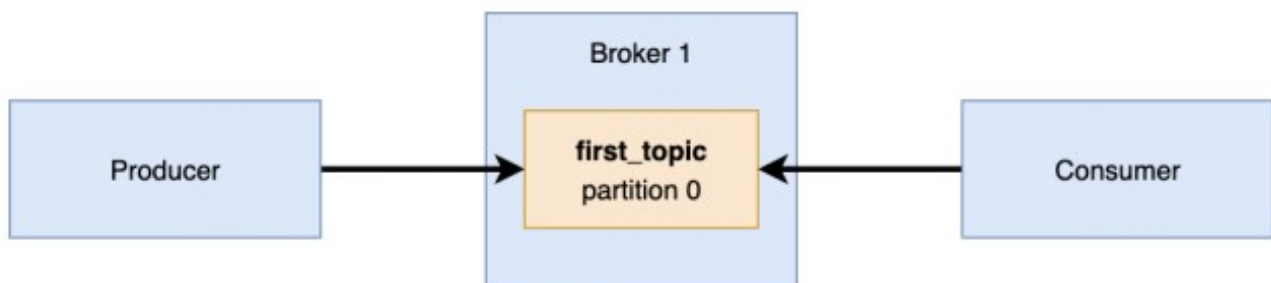 Broker 1
Producer
first_topic
partition 0
Consumer